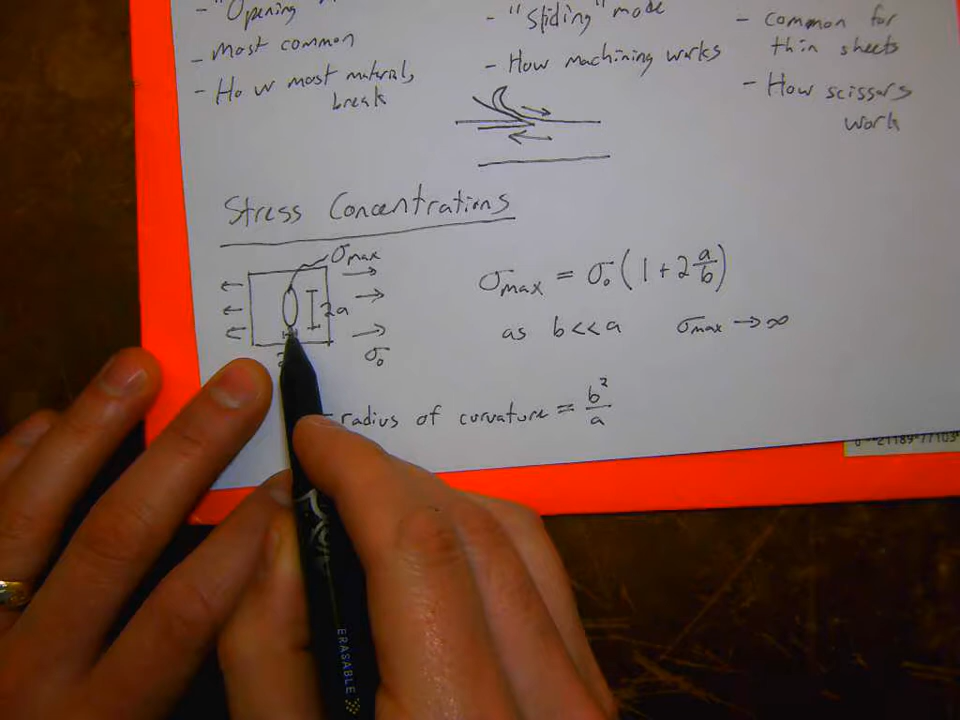 - "Opening
- Most common
- How most material,
break
- "Sliding" mode
- How machining works
- common for
thin sheets
- How scissors
work
Stress Concentrations
σmax
2a
σ₀
σmax = σ₀ (1 + 2 a/b)
as b << a σmax → ∞
radius of curvature = b²/a
ERASABLE